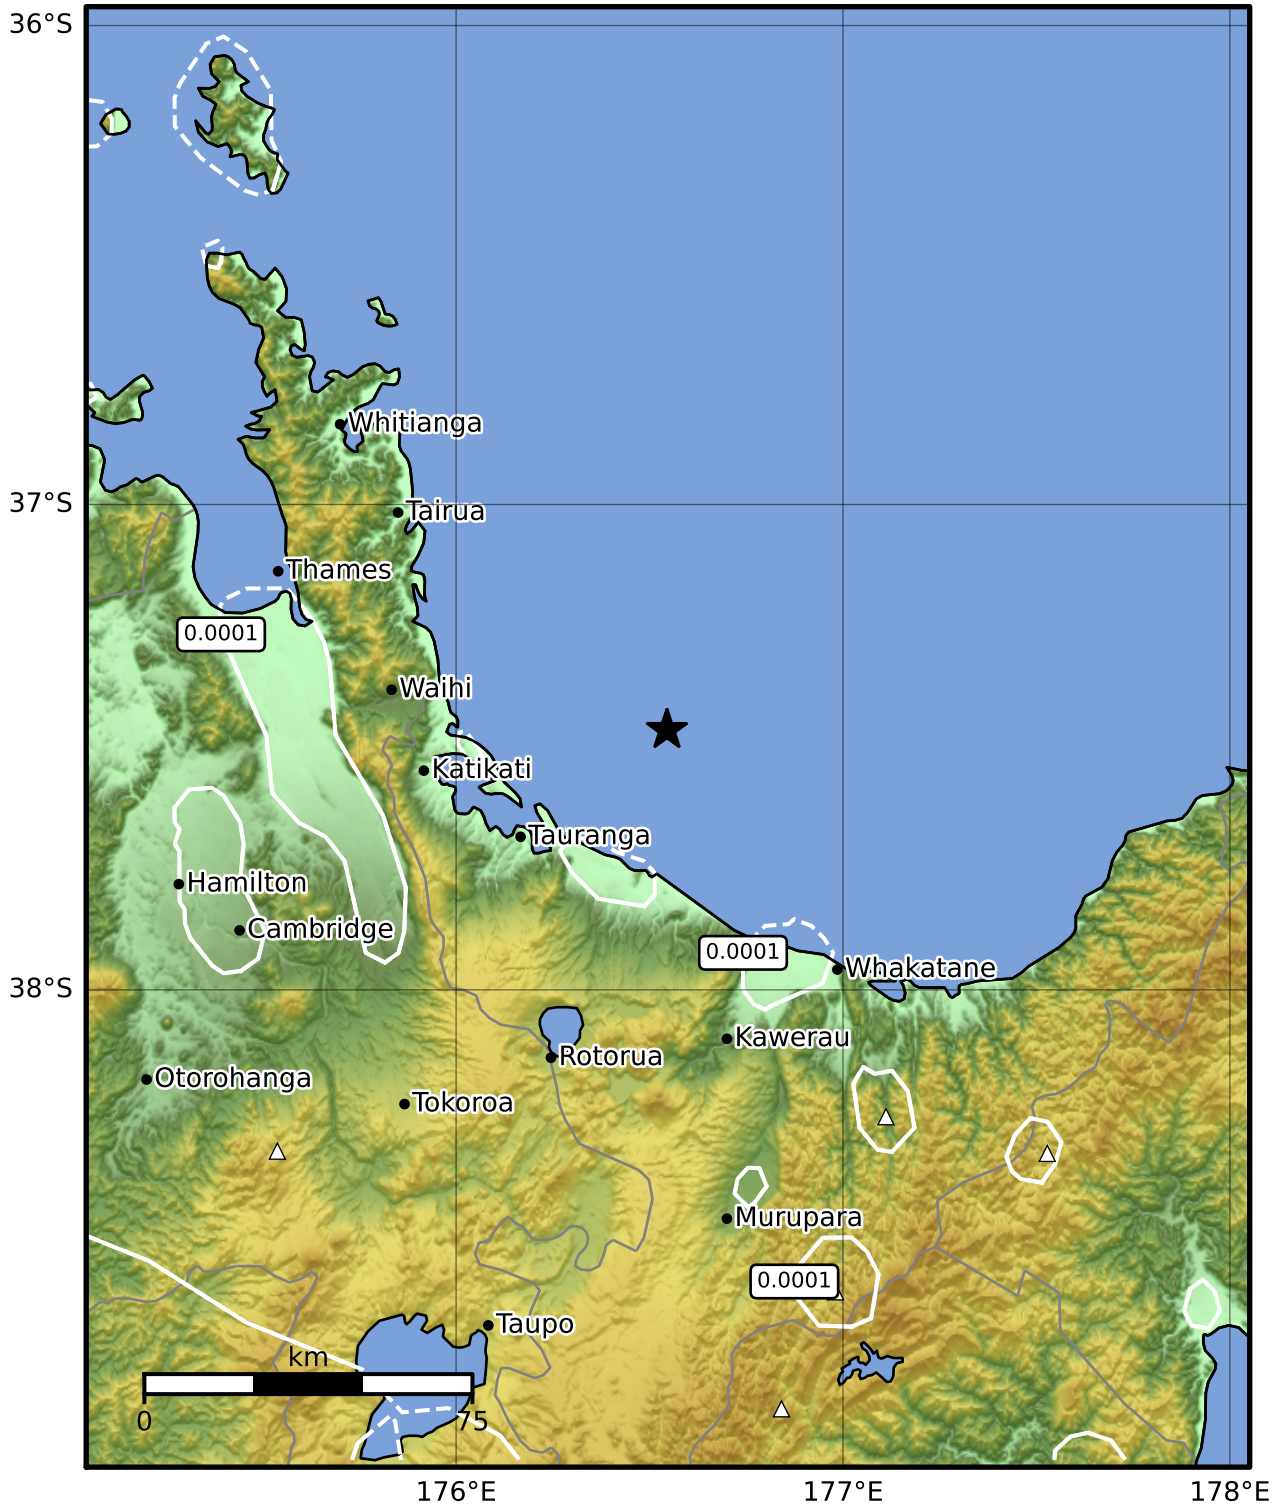 36°S
Whitianga
37°S
Tairua
Thames
0.0001
Waihi
Katikati
Tauranga
Hamilton
Cambridge
0.0001
Whakatane
38°S
Kawerau
Rotorua
Otorohanga
Tokoroa
Murupara
0.0001
Taupo
km
0 75
176°E 177°E 178°E